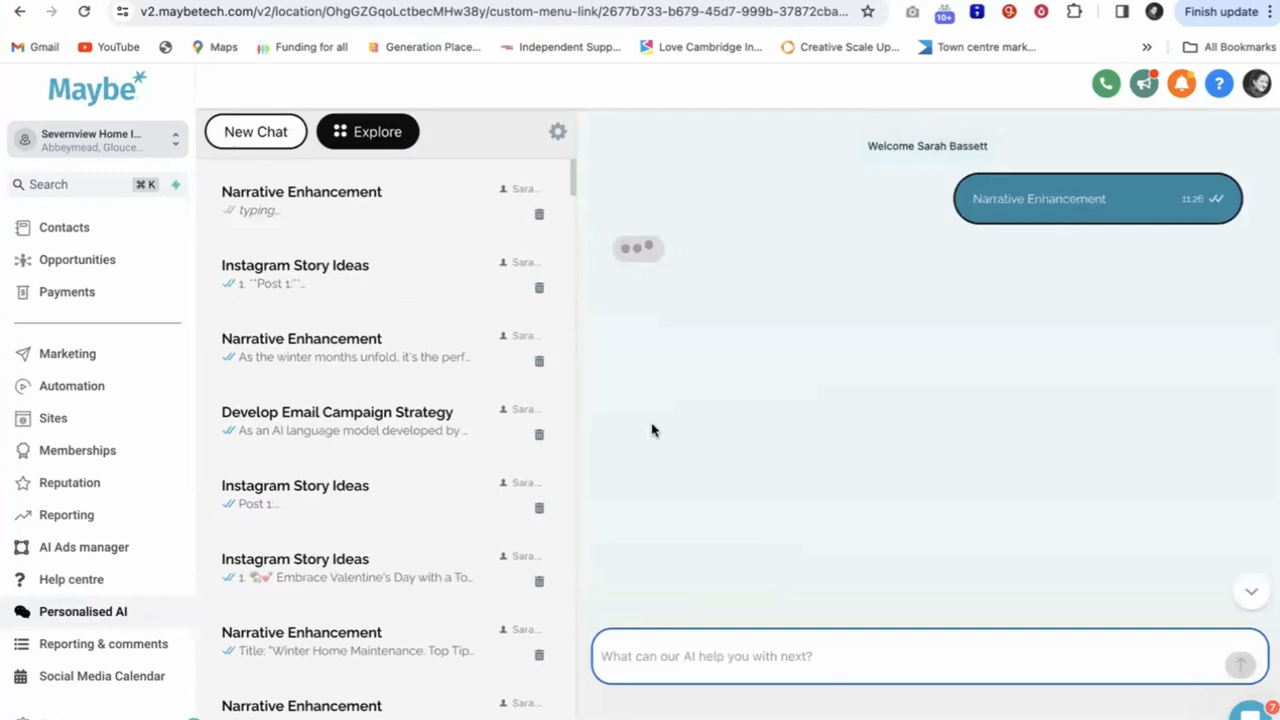 v2.maybetech.com/v2/location/OhgGZGqoLctbecMHw38y/custom-menu-link/2677b733-b679-45d7-999b-37872cba...
10+
Finish update
Gmail
YouTube
Maps
Funding for all
Generation Place...
Independent Supp...
Love Cambridge In...
Creative Scale Up...
Town centre mark...
»
All Bookmarks
Maybe*
Severnview Home I...
Abbeymead, Glouce...
Search
⌘ K
Contacts
Opportunities
Payments
Marketing
Automation
Sites
Memberships
Reputation
Reporting
AI Ads manager
Help centre
Personalised AI
Reporting & comments
Social Media Calendar
New Chat
Explore
Narrative Enhancement
Sara...
typing...
Instagram Story Ideas
Sara...
1. **Post 1:**...
Narrative Enhancement
Sara...
As the winter months unfold, it's the perf...
Develop Email Campaign Strategy
Sara...
As an AI language model developed by ...
Instagram Story Ideas
Sara...
Post 1:...
Instagram Story Ideas
Sara...
1. 🐩💕 Embrace Valentine's Day with a To...
Narrative Enhancement
Sara...
Title: "Winter Home Maintenance: Top Tip...
Narrative Enhancement
Sara...
Welcome Sarah Bassett
Narrative Enhancement
11:26
What can our AI help you with next?
7